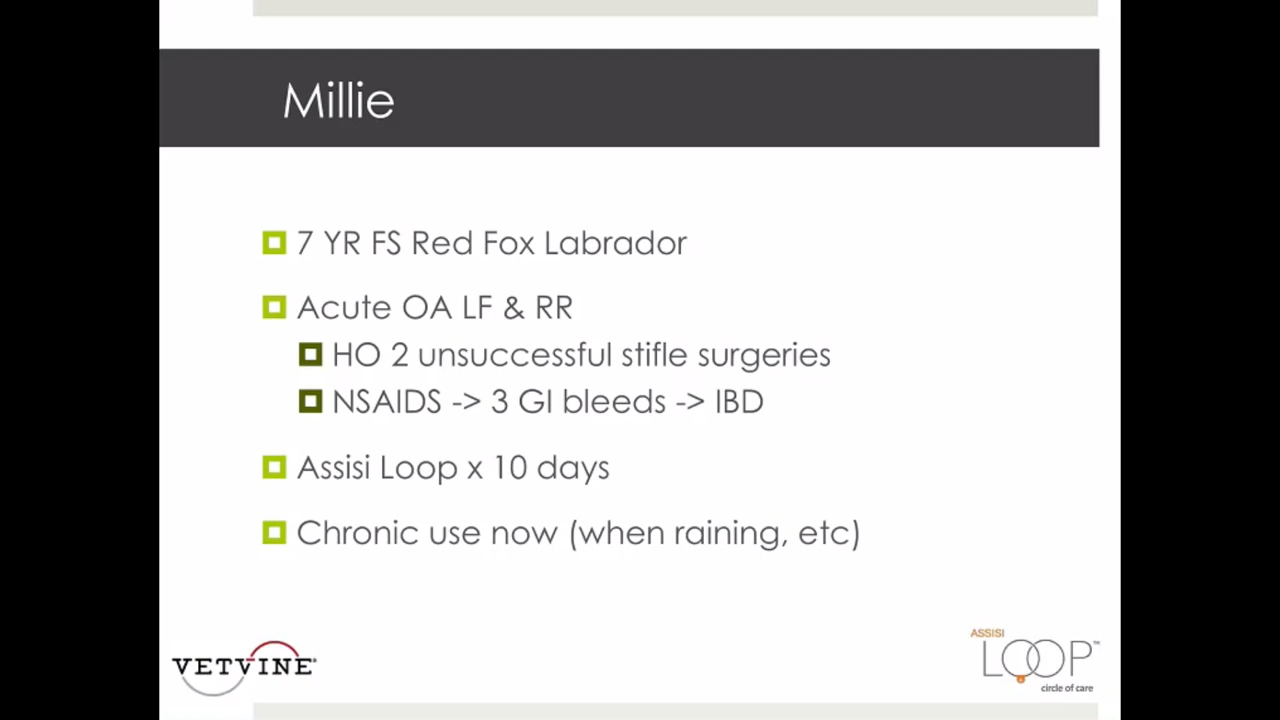 Millie
7 YR FS Red Fox Labrador
Acute OA LF & RR
HO 2 unsuccessful stifle surgeries
NSAIDS -> 3 GI bleeds -> IBD
Assisi Loop x 10 days
Chronic use now (when raining, etc)
VETVINE®
ASSISI
LOOP™
circle of care